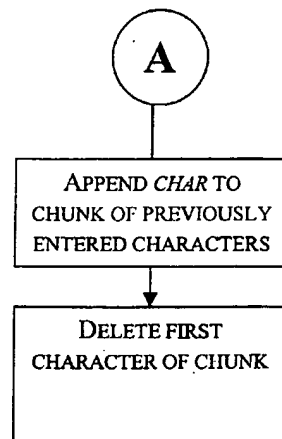 A
APPEND CHAR TO
CHUNK OF PREVIOUSLY
ENTERED CHARACTERS
DELETE FIRST
CHARACTER OF CHUNK